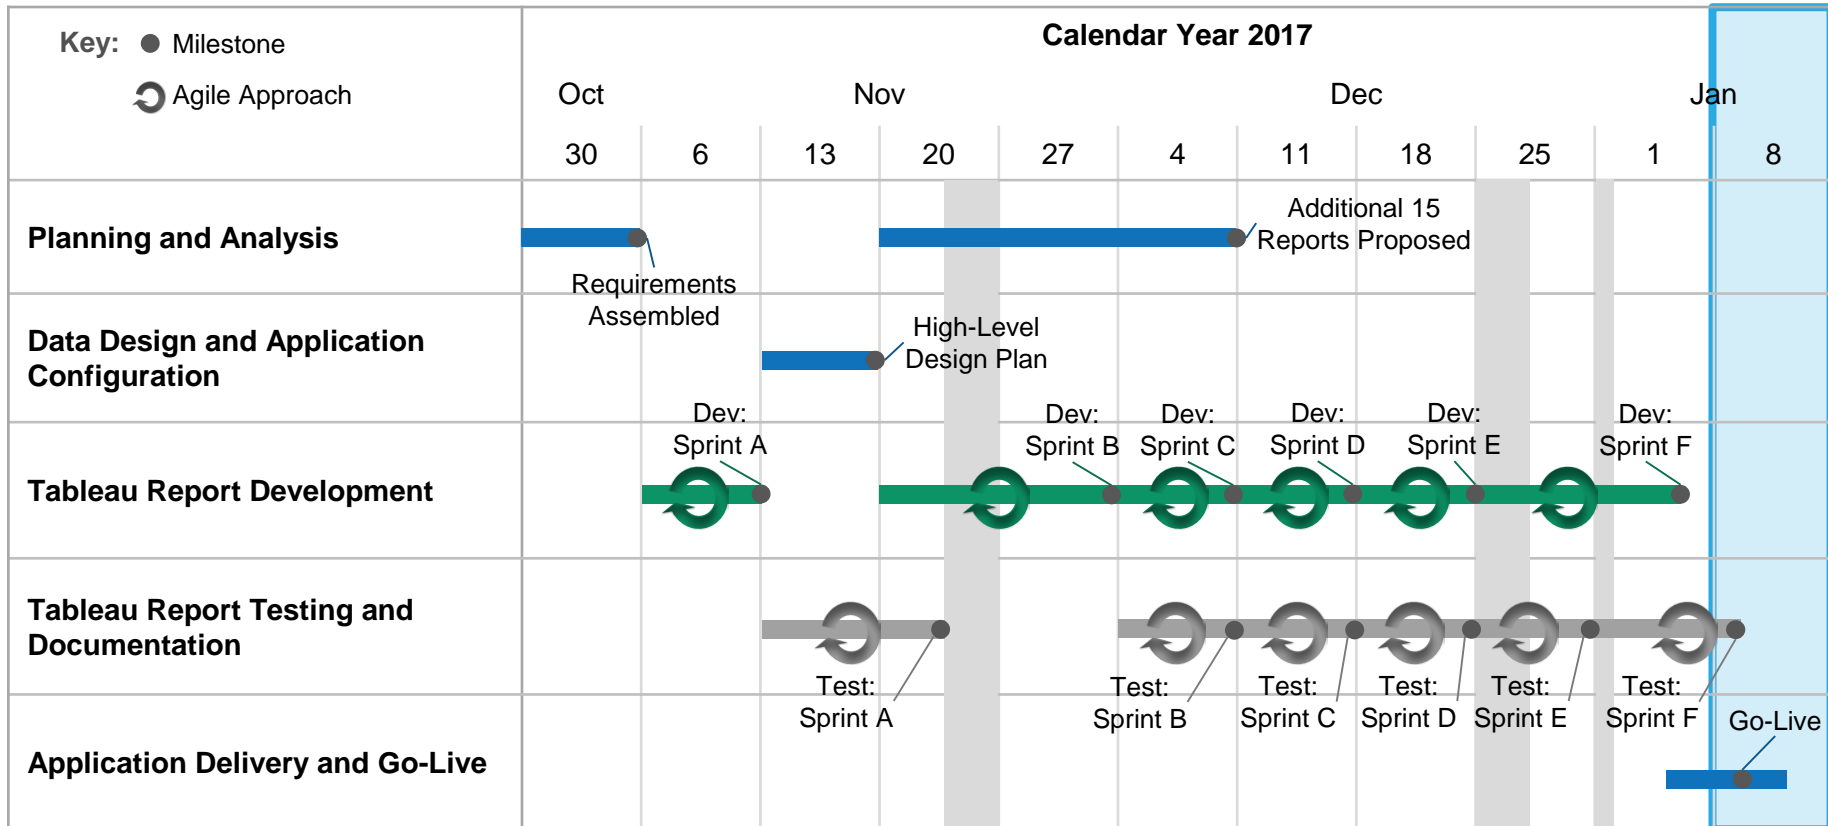 Key: Milestone
Agile Approach
Calendar Year 2017
Oct Nov Dec Jan
30 6 13 20 27 4 11 18 25 1 8
Planning and Analysis
Requirements
Assembled
Additional 15
Reports Proposed
Data Design and Application
Configuration
High-Level
Design Plan
Tableau Report Development
Dev:
Sprint A
Dev:
Sprint B
Dev:
Sprint C
Dev:
Sprint D
Dev:
Sprint E
Dev:
Sprint F
Tableau Report Testing and
Documentation
Test:
Sprint A
Test:
Sprint B
Test:
Sprint C
Test:
Sprint D
Test:
Sprint E
Test:
Sprint F
Application Delivery and Go-Live
Go-Live